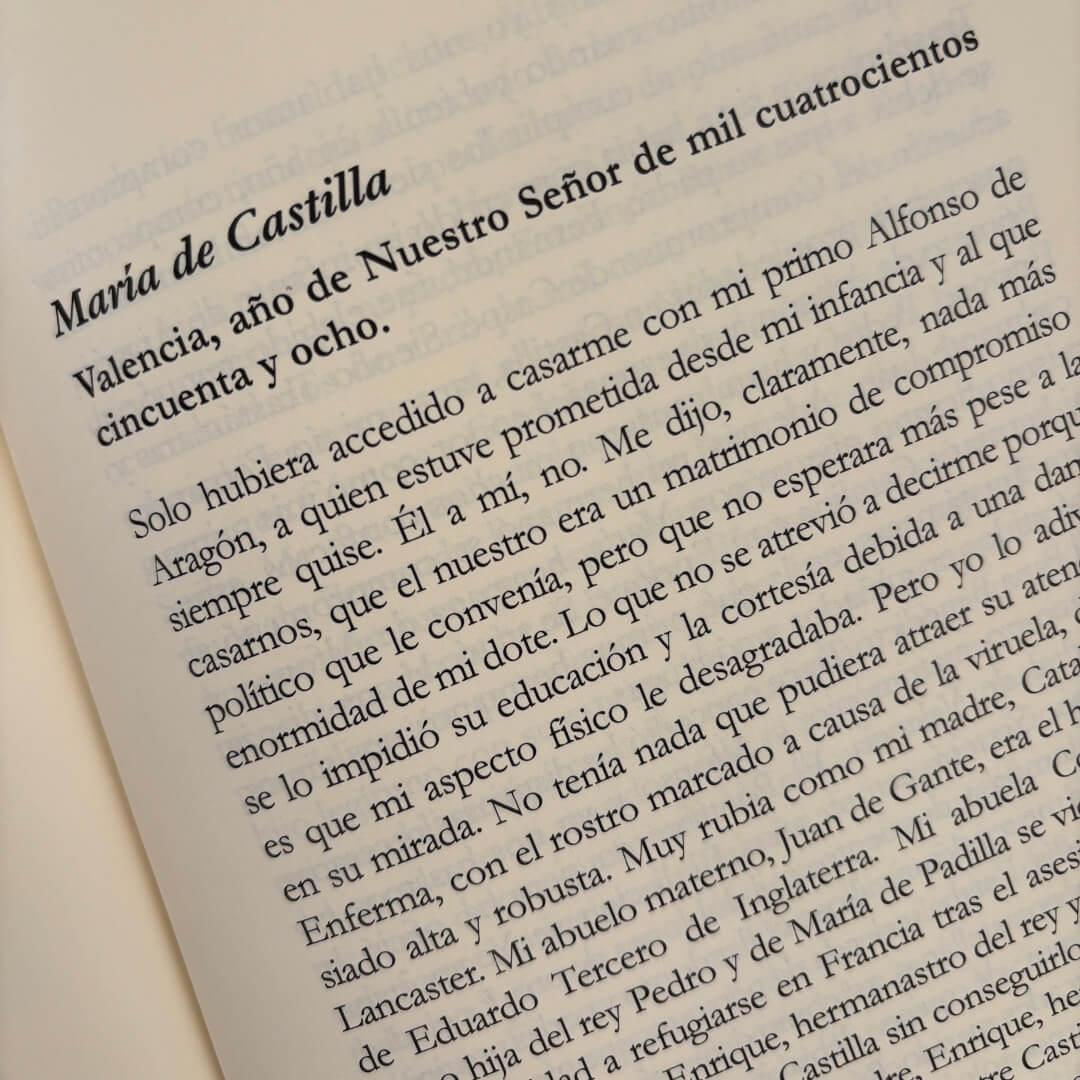 María de Castilla
Valencia, año de Nuestro Señor de mil cuatrocientos
cincuenta y ocho.
Solo hubiera accedido a casarme con mi primo Alfonso de
Aragón, a quien estuve prometida desde mi infancia y al que
siempre quise. Él a mí, no. Me dijo, claramente, nada más
casarnos, que el nuestro era un matrimonio de compromiso
político que le convenía, pero que no esperara más pese a la
enormidad de mi dote. Lo que no se atrevió a decirme
se lo impidió su educación y la cortesía debida a una
es que mi aspecto físico le desagradaba. Pero yo lo
en su mirada. No tenía nada que pudiera atraer su
Enferma, con el rostro marcado a causa de la viruela,
siado alta y robusta. Muy rubia como mi madre,
Lancaster. Mi abuelo materno, Juan de Gante, era el
de Eduardo Tercero de Inglaterra. Mi abuela
hija del rey Pedro y de María de Padilla se
a refugiarse en Francia tras el
Enrique, hermanastro del rey y
Castilla sin conseguirlo
Enrique,